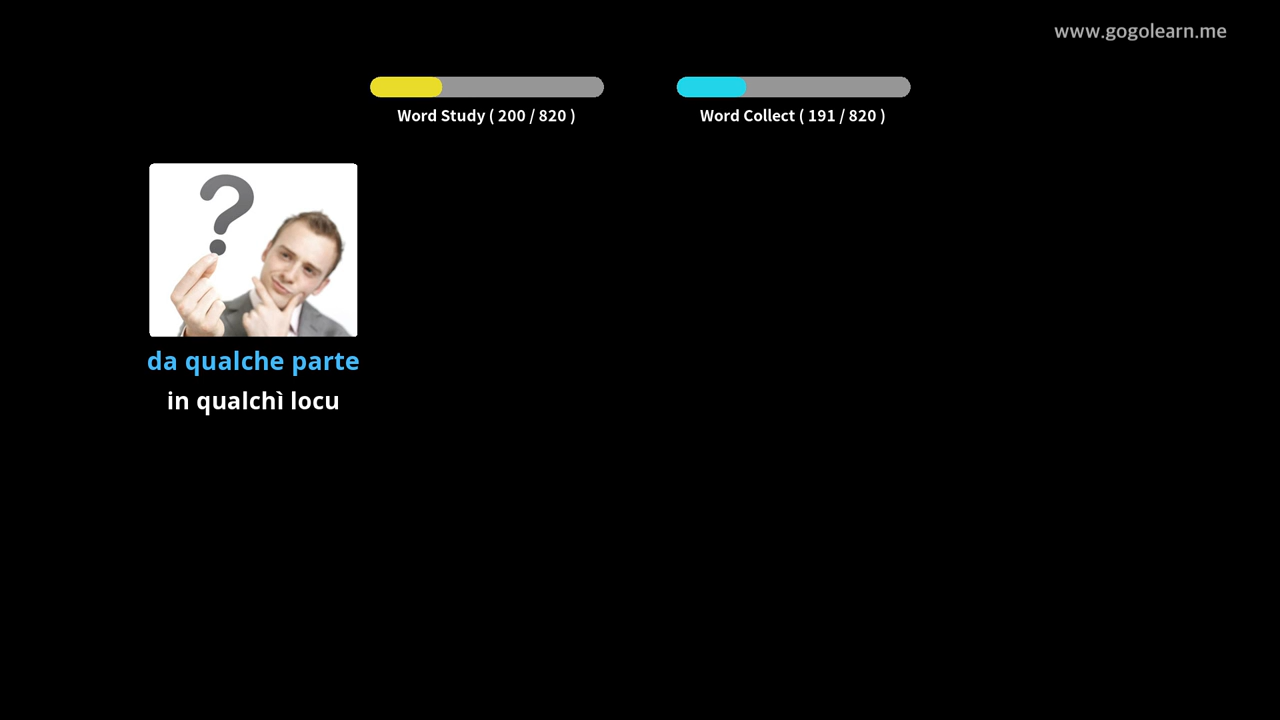 www.gogolearn.me
Word Study ( 200 / 820 )
Word Collect ( 191 / 820 )
?
da qualche parte
in qualchì locu